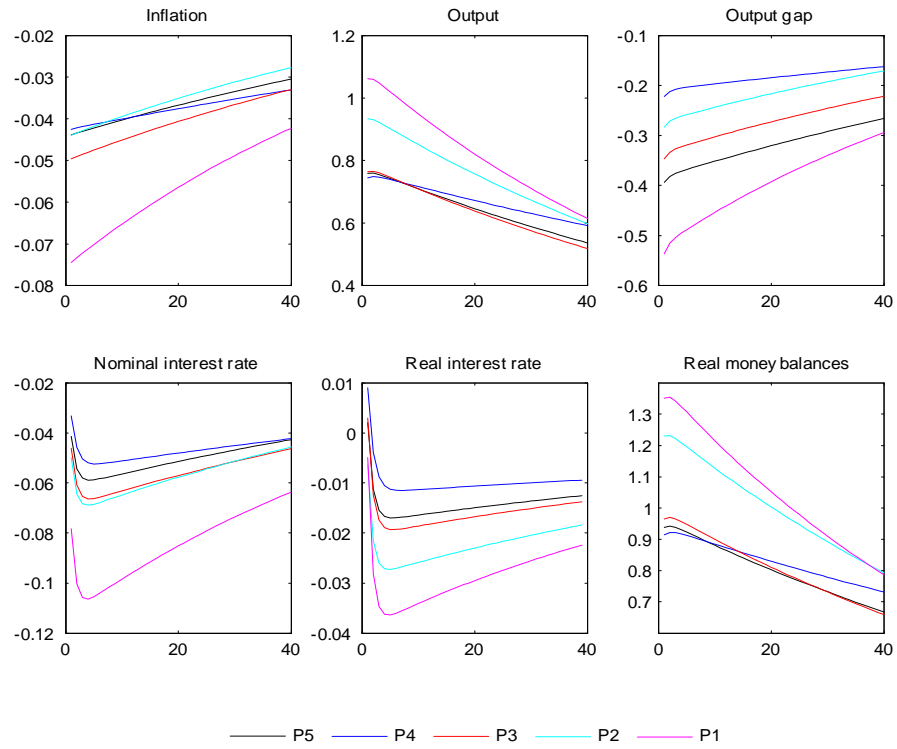 Inflation Output Output gap
-0.02 1.2 -0.1
-0.03 -0.2
-0.04 1 -0.3
-0.05 0.8 -0.4
-0.06 0.6 -0.5
-0.07
-0.08 0.4 -0.6
0 20 40 0 20 40 0 20 40
Nominal interest rate Real interest rate Real money balances
-0.02 0.01 1.3
-0.04 0 1.2
-0.06 -0.01 1.1
-0.08 -0.02 1
-0.1 -0.03 0.9
-0.12 -0.04 0.8
0.7
0 20 40 0 20 40 0 20 40
P5 P4 P3 P2 P1